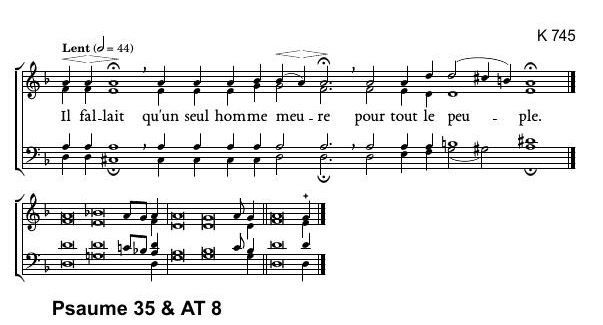 K 745
Lent (𝅗𝅥 = 44)
Il fal-lait qu'un seul homme meu-re pour tout le peu - ple.
Psaume 35 & AT 8